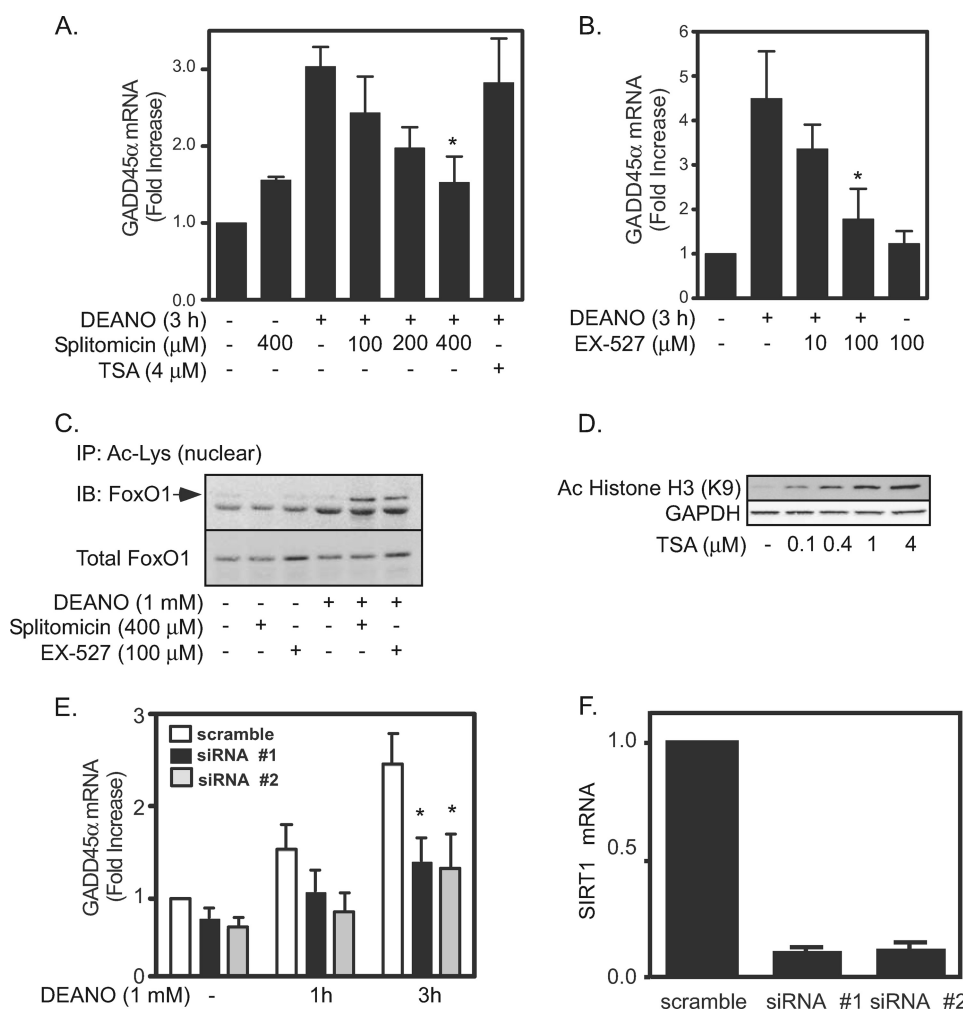 A.
GADD45α mRNA
(Fold Increase)
3.0
2.0
1.0
0.0
*
DEANO (3 h) - - + + + + +
Splitomicin (μM) - 400 - 100 200 400 -
TSA (4 μM) - - - - - - +
B.
GADD45α mRNA
(Fold Increase)
6
5
4
3
2
1
0
*
DEANO (3 h) - + + + -
EX-527 (μM) - - 10 100 100
C.
IP: Ac-Lys (nuclear)
IB: FoxO1
Total FoxO1
DEANO (1 mM) - - - + + +
Splitomicin (400 μM) - + - - + -
EX-527 (100 μM) - - + - - +
D.
Ac Histone H3 (K9)
GAPDH
TSA (μM) - 0.1 0.4 1 4
E.
GADD45α mRNA
(Fold Increase)
3
2
1
0
scramble
siRNA #1
siRNA #2
* *
DEANO (1 mM) - 1h 3h
F.
SIRT1 mRNA
1.0
0.5
0.0
scramble siRNA #1 siRNA #2